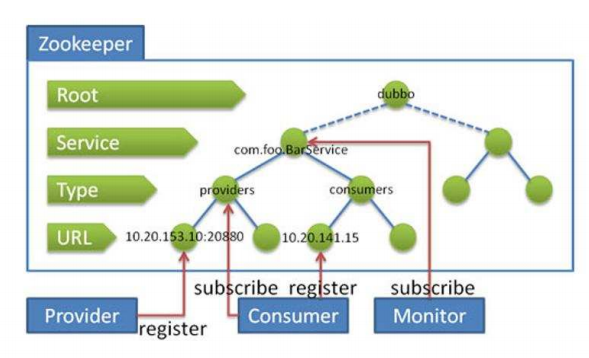 Zookeeper
Root
dubbo
Service
com.foo.BarService
Type
providers
consumers
URL
10.20.153.10:20880
10.20.141.15
subscribe
register
subscribe
Provider
register
Consumer
Monitor